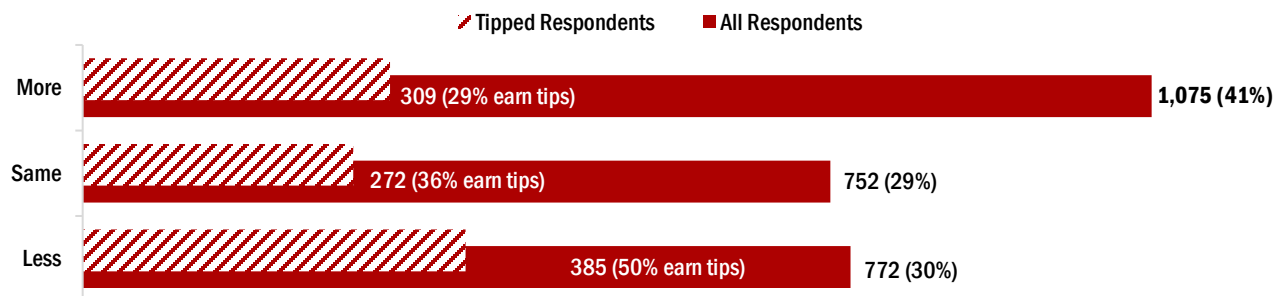 Tipped Respondents All Respondents
More 309 (29% earn tips) 1,075 (41%)
Same 272 (36% earn tips) 752 (29%)
Less 385 (50% earn tips) 772 (30%)